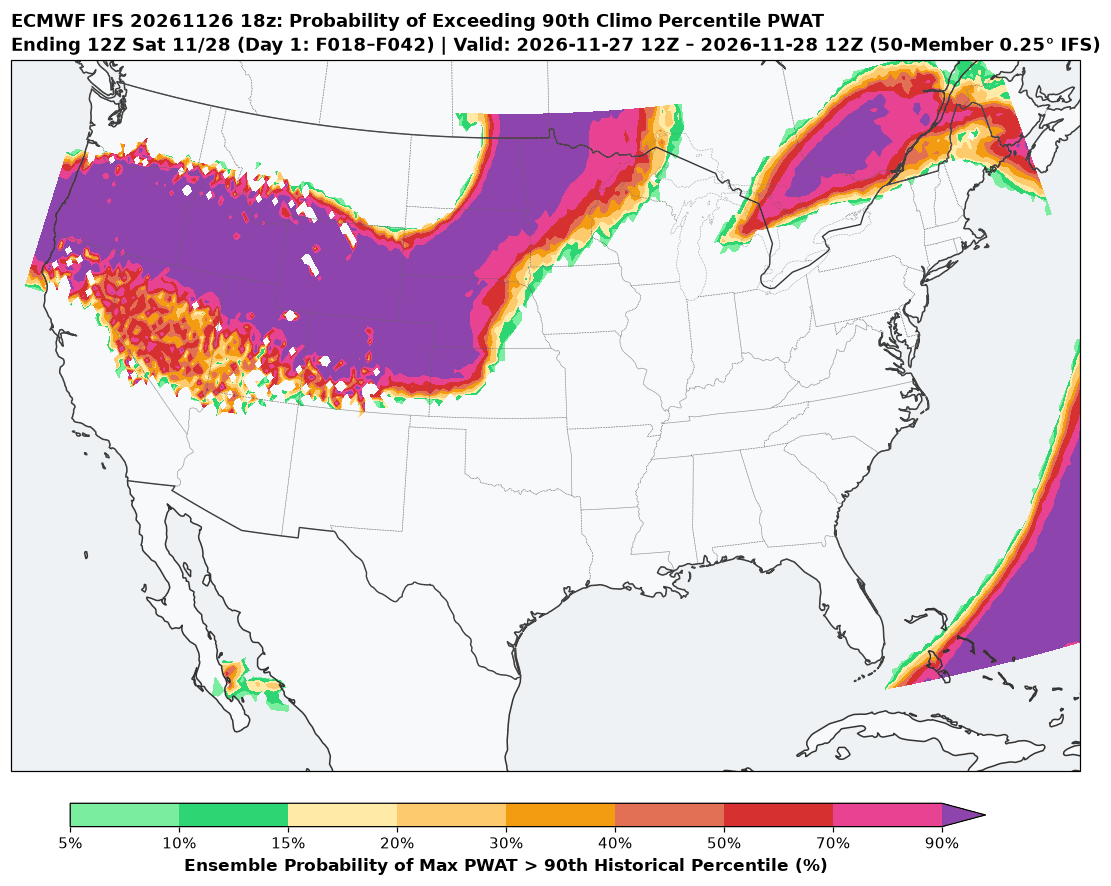 ECMWF IFS 20261126 18z: Probability of Exceeding 90th Climo Percentile PWAT
Ending 12Z Sat 11/28 (Day 1: F018–F042) | Valid: 2026-11-27 12Z – 2026-11-28 12Z (50-Member 0.25° IFS)
5% 10% 15% 20% 30% 40% 50% 70% 90%
Ensemble Probability of Max PWAT > 90th Historical Percentile (%)